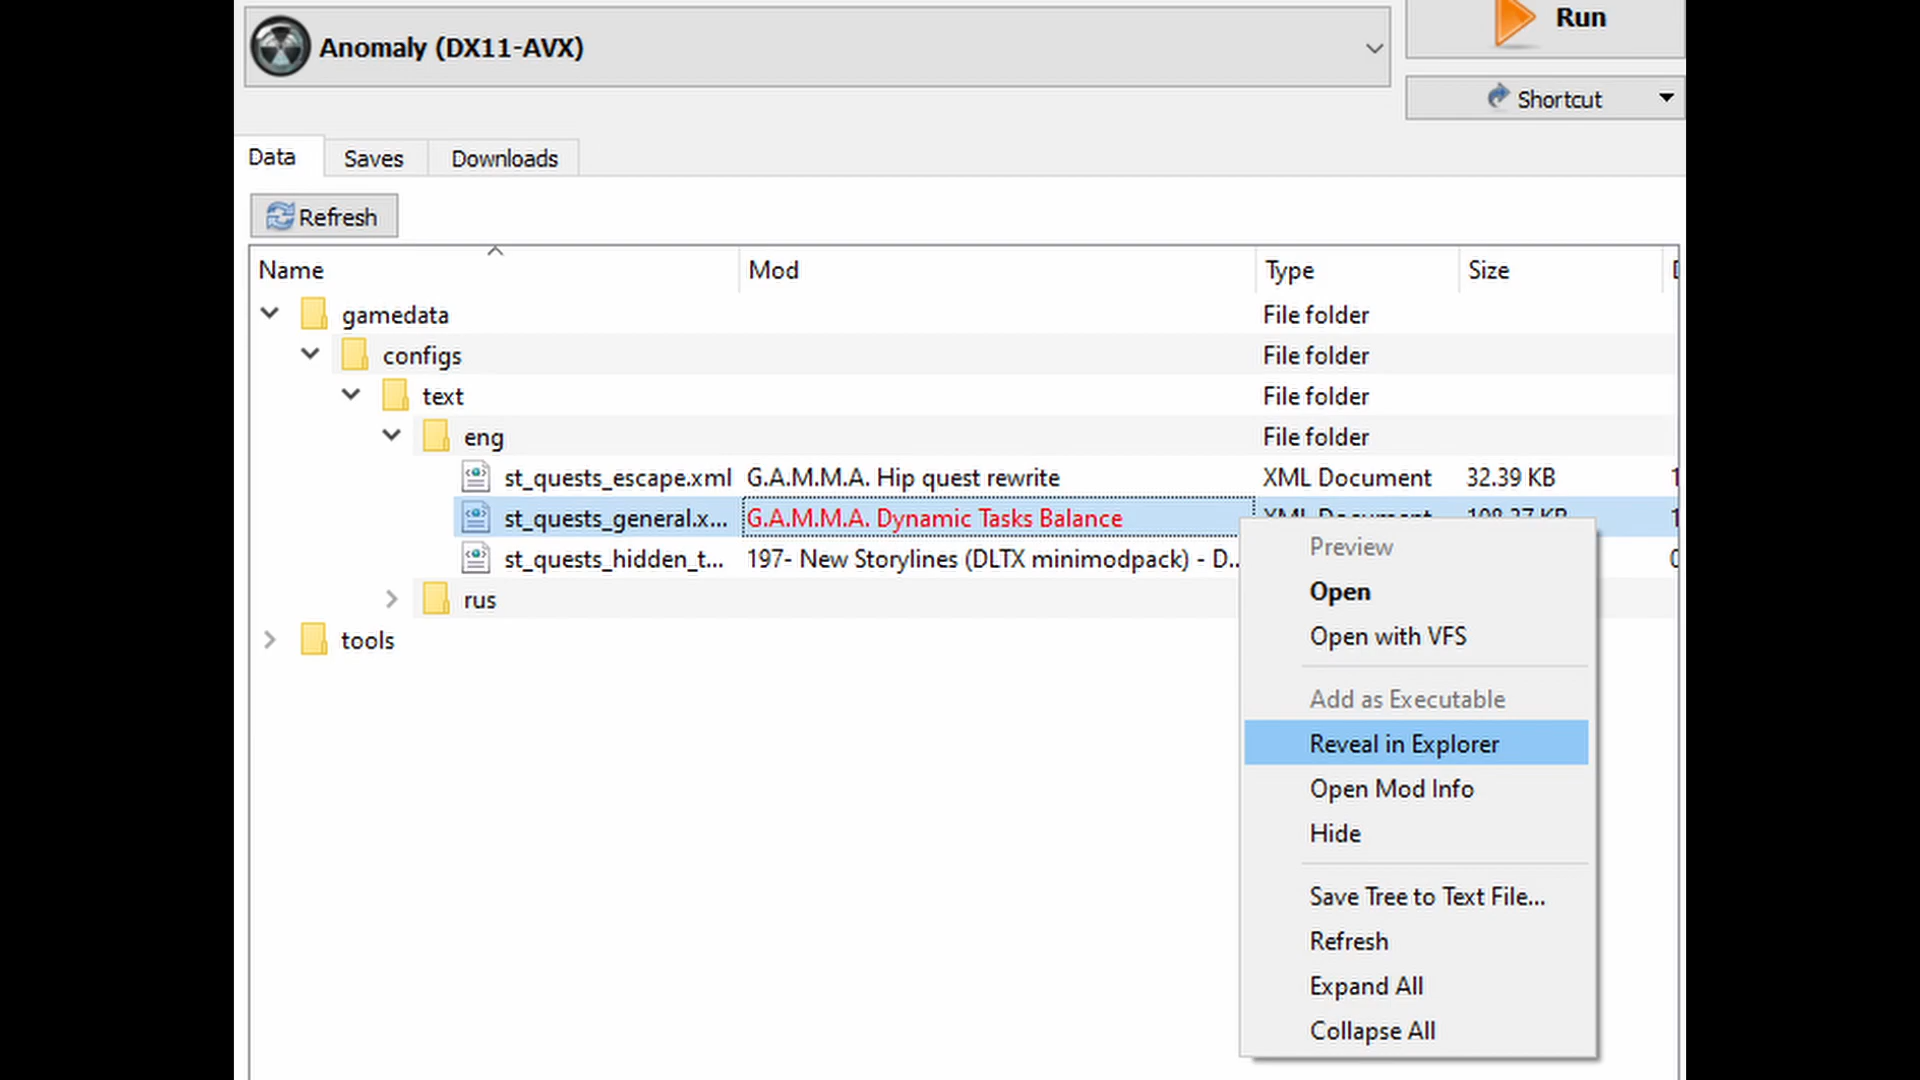 Anomaly (DX11-AVX)
Run
Shortcut
Data Saves Downloads
Refresh
Name Mod Type Size
gamedata File folder
configs File folder
text File folder
eng File folder
st_quests_escape.xml G.A.M.M.A. Hip quest rewrite XML Document 32.39 KB
st_quests_general.x... G.A.M.M.A. Dynamic Tasks Balance XML Document
st_quests_hidden_t... 197- New Storylines (DLTX minimodpack) - D...
rus
tools
Preview
Open
Open with VFS
Add as Executable
Reveal in Explorer
Open Mod Info
Hide
Save Tree to Text File...
Refresh
Expand All
Collapse All